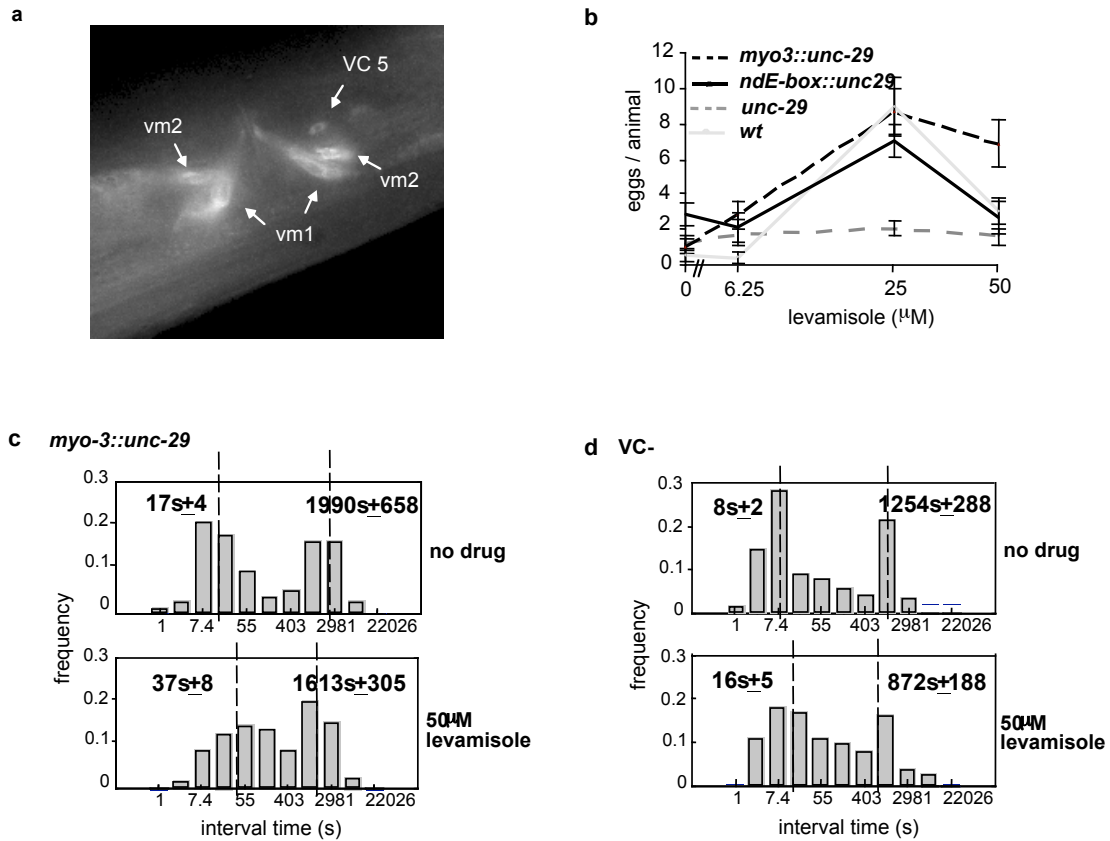 a
VC 5
vm2
vm2
vm1
b
eggs / animal
12
10
8
6
4
2
0
myo3::unc-29
ndE-box::unc29
unc-29
wt
0
6.25
25
50
levamisole (µM)
c
myo-3::unc-29
frequency
0.3
0.2
0.1
0
17s±4
1990s±658
no drug
1
7.4
55
403
2981
22026
0.3
0.2
0.1
0
37s±8
1613s±305
50µM
levamisole
1
7.4
55
403
2981
22026
interval time (s)
d
VC-
frequency
0.3
0.2
0.1
0
8s±2
1254s±288
no drug
1
7.4
55
403
2981
22026
0.3
0.2
0.1
0
16s±5
872s±188
50µM
levamisole
1
7.4
55
403
2981
22026
interval time (s)